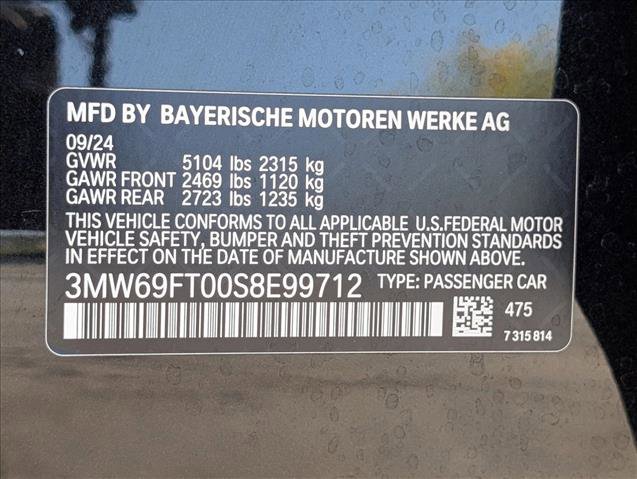 MFD BY BAYERISCHE MOTOREN WERKE AG
09/24
GVWR 5104 lbs 2315 kg
GAWR FRONT 2469 lbs 1120 kg
GAWR REAR 2723 lbs 1235 kg
THIS VEHICLE CONFORMS TO ALL APPLICABLE U.S.FEDERAL MOTOR
VEHICLE SAFETY, BUMPER AND THEFT PREVENTION STANDARDS
IN EFFECT ON THE DATE OF MANUFACTURE SHOWN ABOVE.
3MW69FT00S8E99712 TYPE: PASSENGER CAR
475
7 315 814